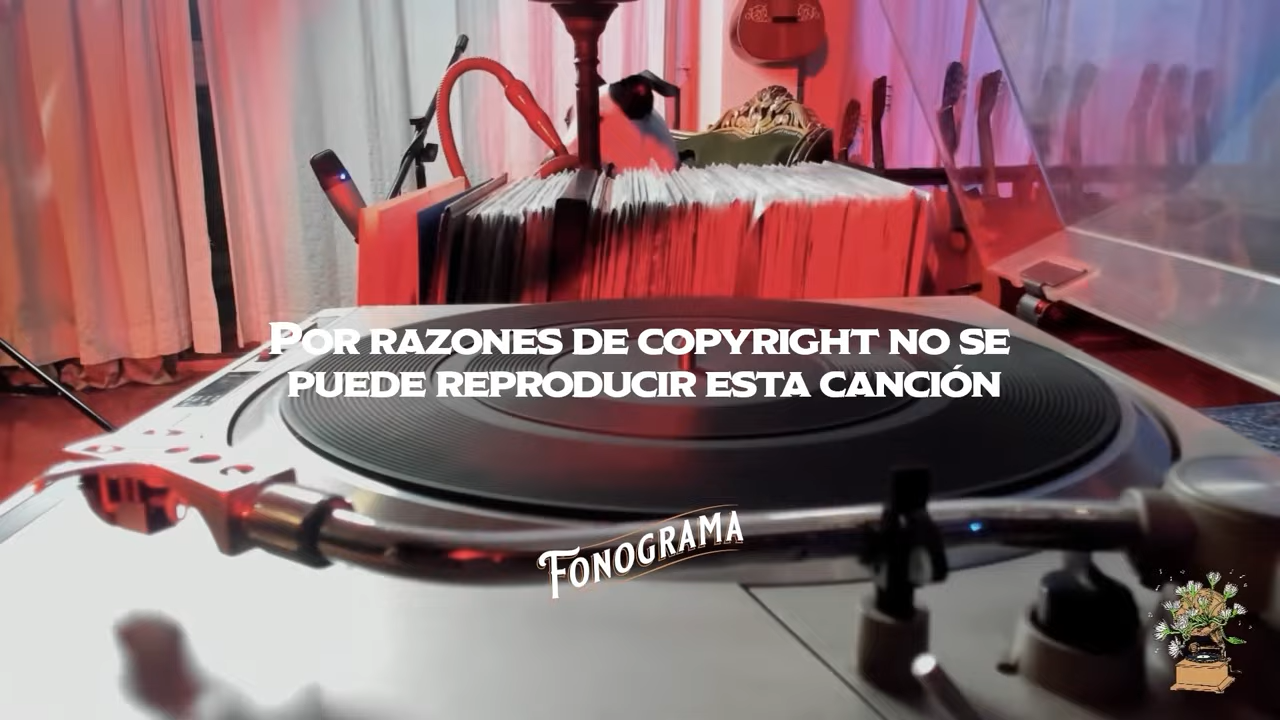 Por razones de copyright no se
puede reproducir esta canción
Fonograma